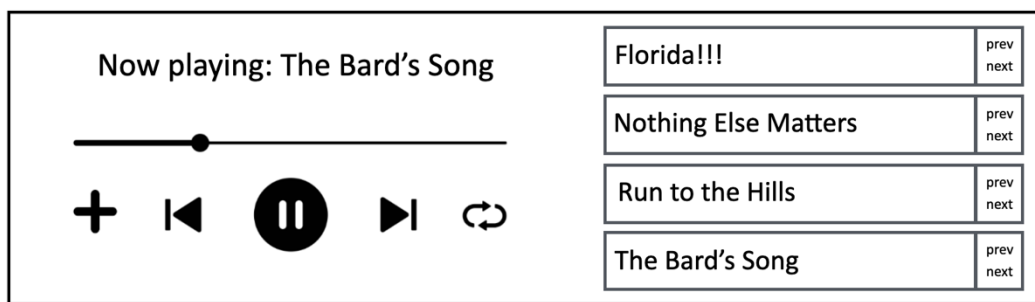 Now playing: The Bard’s Song
Florida!!!
prev
next
Nothing Else Matters
prev
next
Run to the Hills
prev
next
The Bard’s Song
prev
next